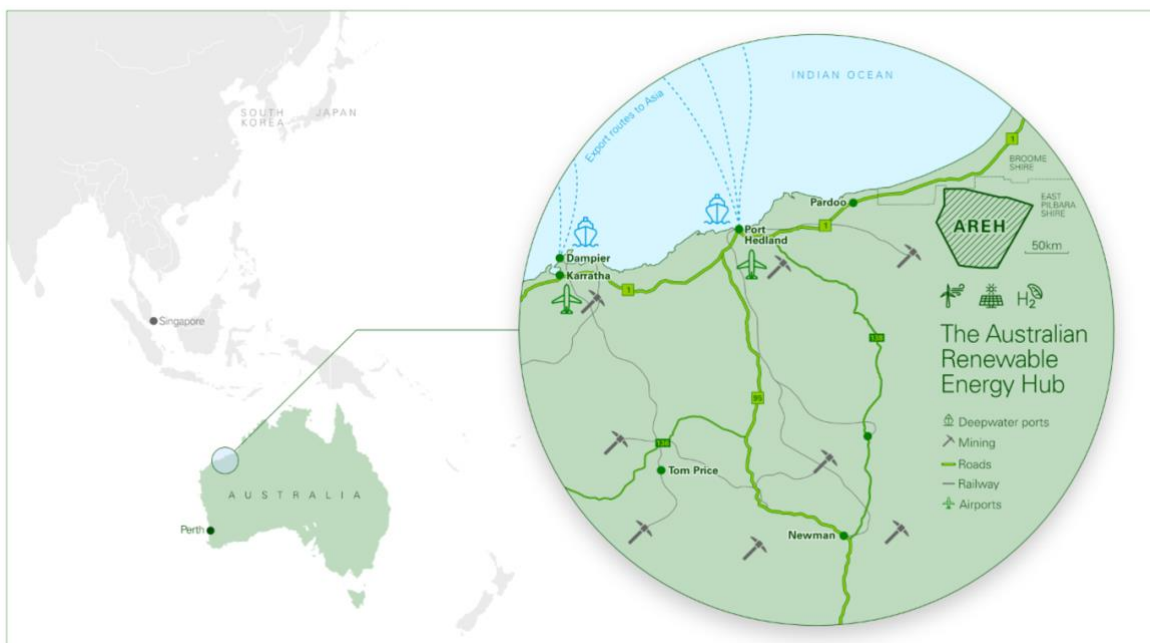 SOUTH
KOREA
JAPAN
Singapore
AUSTRALIA
Perth
INDIAN OCEAN
Export routes to Asia
1
BROOME
SHIRE
EAST
PILBARA
SHIRE
Pardoo
AREH
1
Port
Hedland
50km
Dampier
Karratha
1
H2
The Australian
Renewable
Energy Hub
95
136
Tom Price
Newman
Deepwater ports
Mining
Roads
Railway
Airports